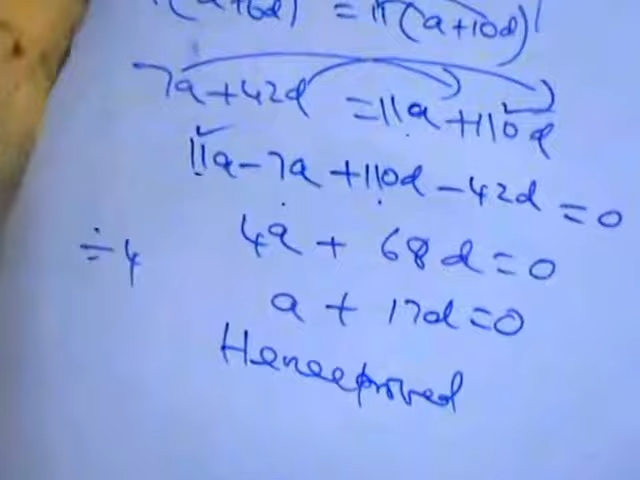 (a+6d) = 11(a+10d)
7a+42d =11a+110d
11a-7a+110d-42d=0
÷4 4a + 68d=0
a + 17d=0
Hence proved